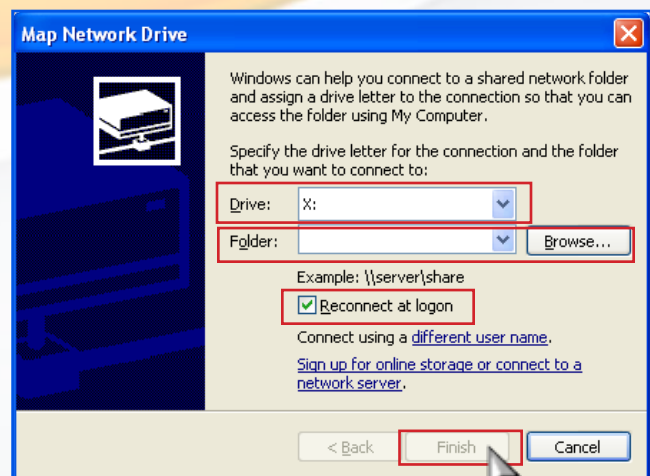 Map Network Drive
Windows can help you connect to a shared network folder
and assign a drive letter to the connection so that you can
access the folder using My Computer.
Specify the drive letter for the connection and the folder
that you want to connect to:
Drive: X:
Folder: Browse...
Example: \\server\share
Reconnect at logon
Connect using a different user name.
Sign up for online storage or connect to a
network server.
< Back Finish Cancel